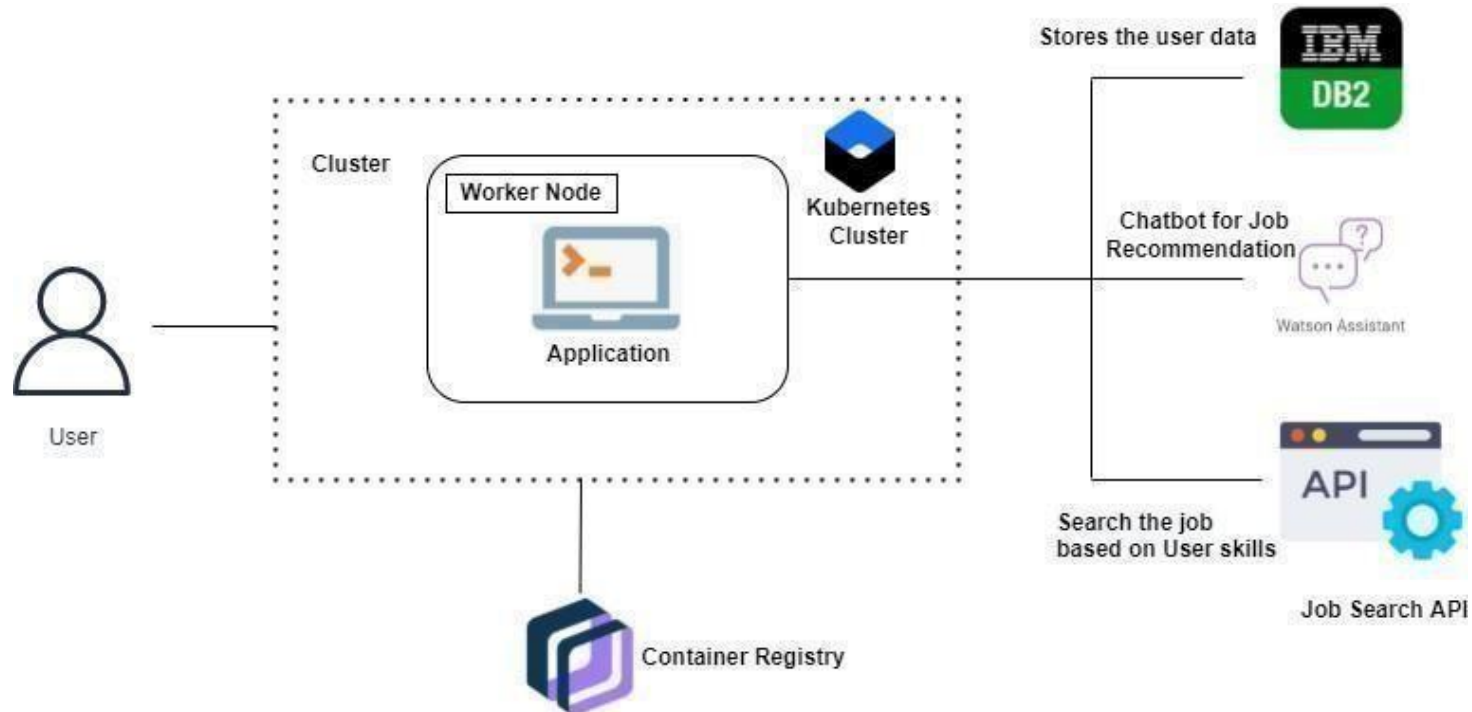 Stores the user data
IBM
DB2
Cluster
Worker Node
Kubernetes
Cluster
Application
Chatbot for Job
Recommendation
?
Watson Assistant
User
API
Search the job
based on User skills
Job Search API
Container Registry